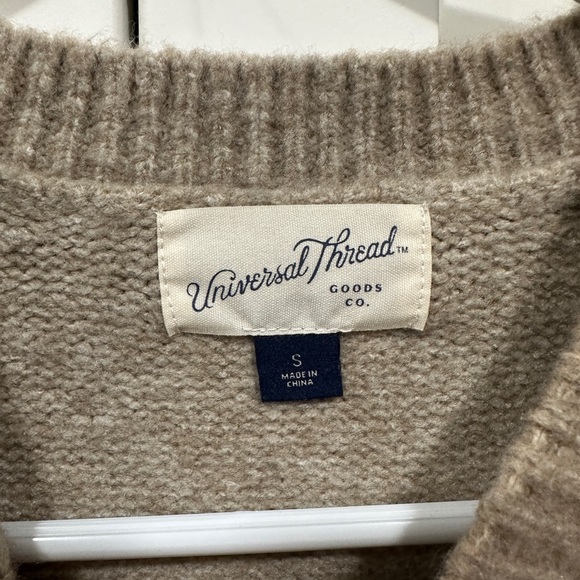 Universal Thread™
GOODS
CO.
S
MADE IN
CHINA